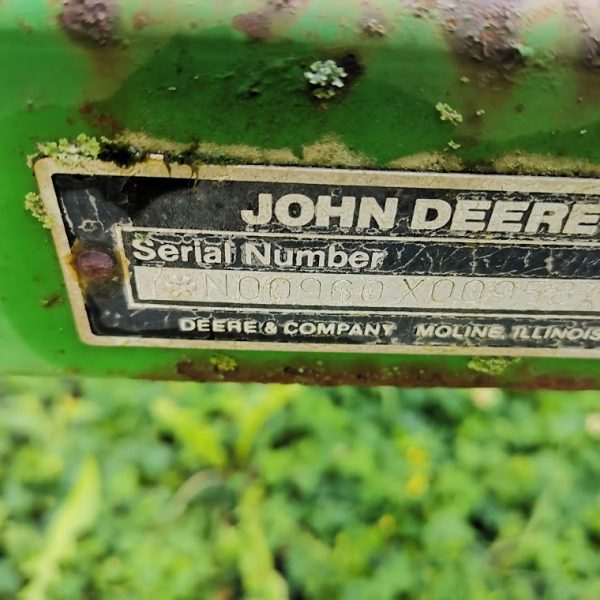 JOHN DEERE
Serial Number
DEERE & COMPANY MOLINE, ILLINOIS